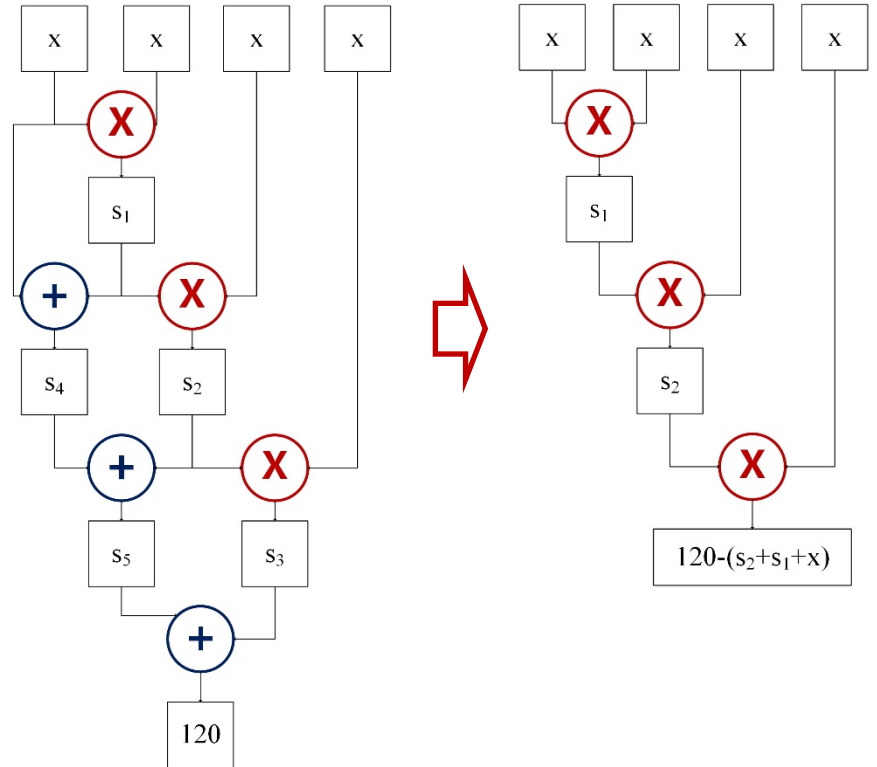 x x x x
x x x x
X
X
s₁
s₁
+ X
X
s₄ s₂
s₂
+ X
X
s₅ s₃
120-(s₂+s₁+x)
+
120